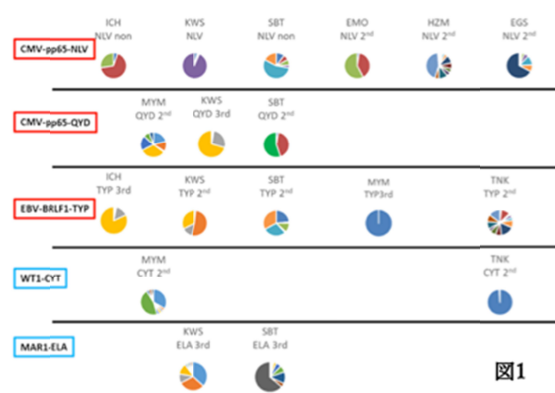 ICH KWS SBT EMO HZM EGS
NLV non NLV NLV non NLV 2nd NLV 2nd NLV 2nd
CMV-pp65-NLV
MYM KWS SBT
QYD 2nd QYD 3rd QYD 2nd
CMV-pp65-QYD
ICH KWS SBT MYM TNK
TYP 3rd TYP 2nd TYP 2nd TYP3rd TYP 2nd
EBV-BRLF1-TYP
MYM TNK
CYT 2nd CYT 2nd
WT1-CYT
KWS SBT
ELA 3rd ELA 3rd
MAR1-ELA
図1